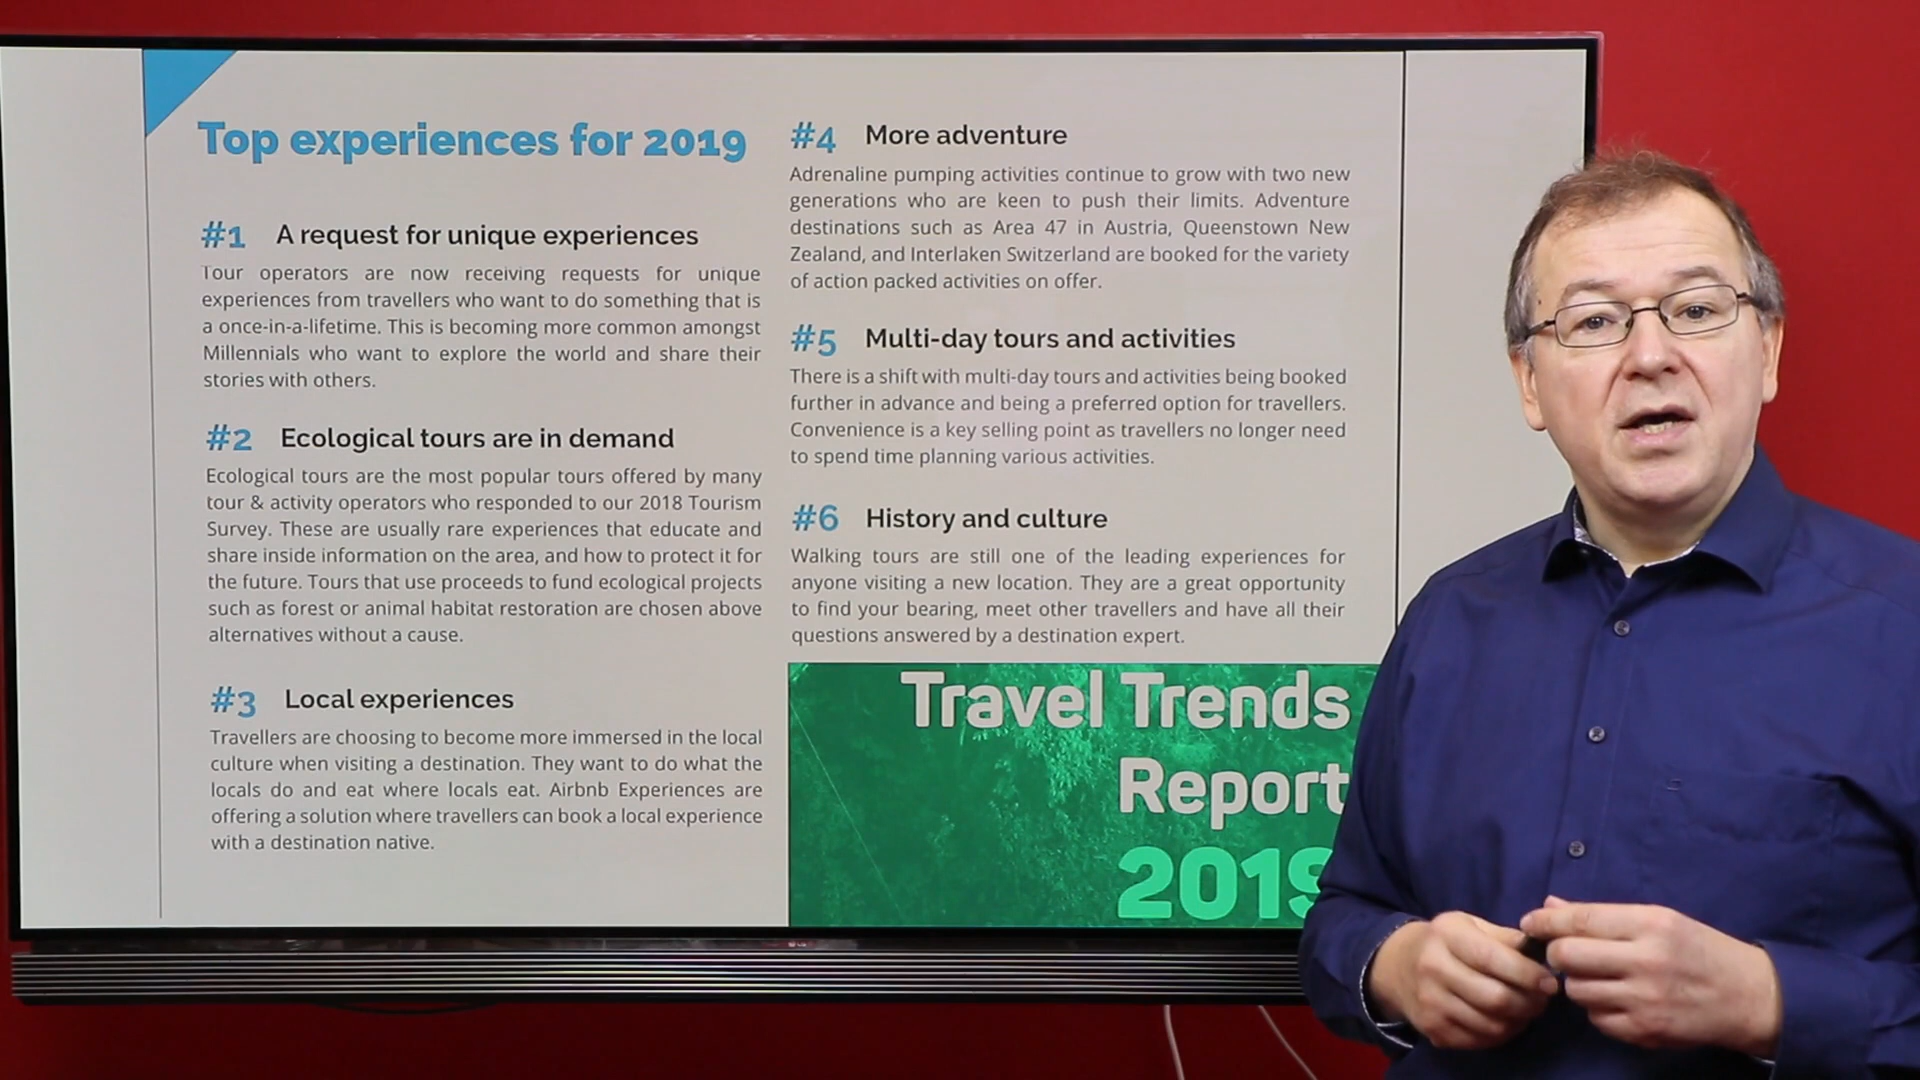 Top experiences for 2019
#1 A request for unique experiences
Tour operators are now receiving requests for unique
experiences from travellers who want to do something that is
a once-in-a-lifetime. This is becoming more common amongst
Millennials who want to explore the world and share their
stories with others.
#2 Ecological tours are in demand
Ecological tours are the most popular tours offered by many
tour & activity operators who responded to our 2018 Tourism
Survey. These are usually rare experiences that educate and
share inside information on the area, and how to protect it for
the future. Tours that use proceeds to fund ecological projects
such as forest or animal habitat restoration are chosen above
alternatives without a cause.
#3 Local experiences
Travellers are choosing to become more immersed in the local
culture when visiting a destination. They want to do what the
locals do and eat where locals eat. Airbnb Experiences are
offering a solution where travellers can book a local experience
with a destination native.
#4 More adventure
Adrenaline pumping activities continue to grow with two new
generations who are keen to push their limits. Adventure
destinations such as Area 47 in Austria, Queenstown New
Zealand, and Interlaken Switzerland are booked for the variety
of action packed activities on offer.
#5 Multi-day tours and activities
There is a shift with multi-day tours and activities being booked
further in advance and being a preferred option for travellers.
Convenience is a key selling point as travellers no longer need
to spend time planning various activities.
#6 History and culture
Walking tours are still one of the leading experiences for
anyone visiting a new location. They are a great opportunity
to find your bearing, meet other travellers and have all their
questions answered by a destination expert.
Travel Trends
Report
2019